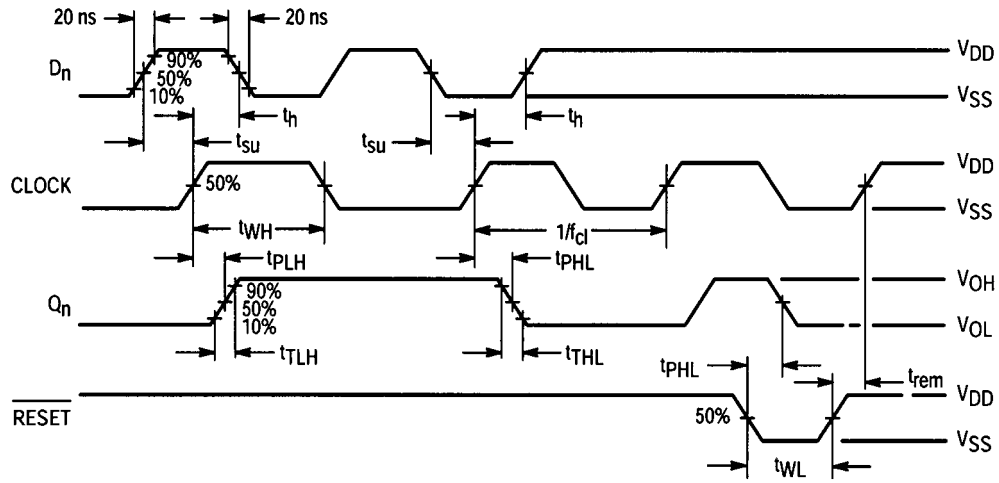 20 ns 20 ns
Dn 90% 50% 10% VDD
VSS
tsu th tsu th
CLOCK 50% VDD
VSS
tWH 1/fcl
tPLH tPHL
Qn 90% 50% 10% VOH
VOL
tTLH tTHL tPHL trem
RESET 50% VDD
VSS
tWL